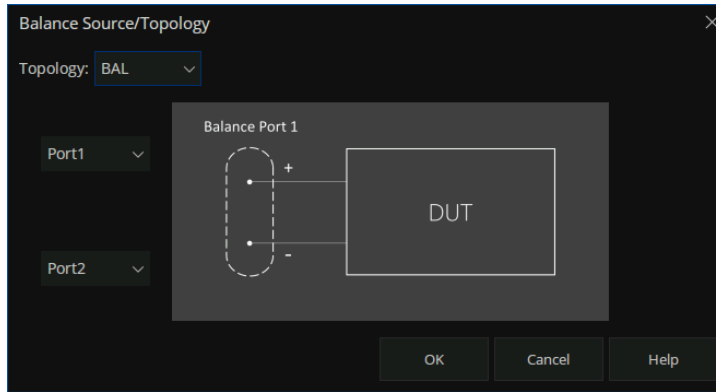 Balance Source/Topology
Topology: BAL
Balance Port 1
Port1
+
DUT
Port2
-
OK Cancel Help